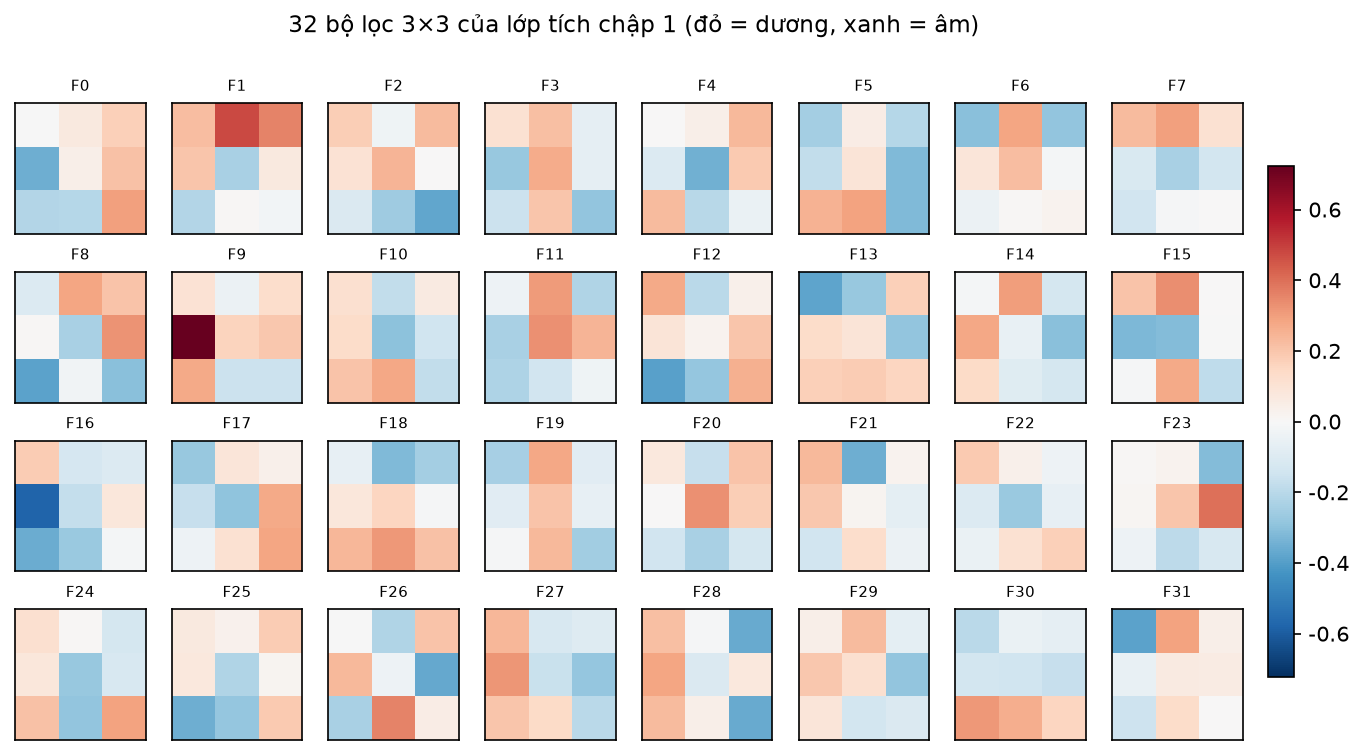 32 bộ lọc 3×3 của lớp tích chập 1 (đỏ = dương, xanh = âm)
F0 F1 F2 F3 F4 F5 F6 F7
F8 F9 F10 F11 F12 F13 F14 F15
F16 F17 F18 F19 F20 F21 F22 F23
F24 F25 F26 F27 F28 F29 F30 F31
0.6
0.4
0.2
0.0
-0.2
-0.4
-0.6